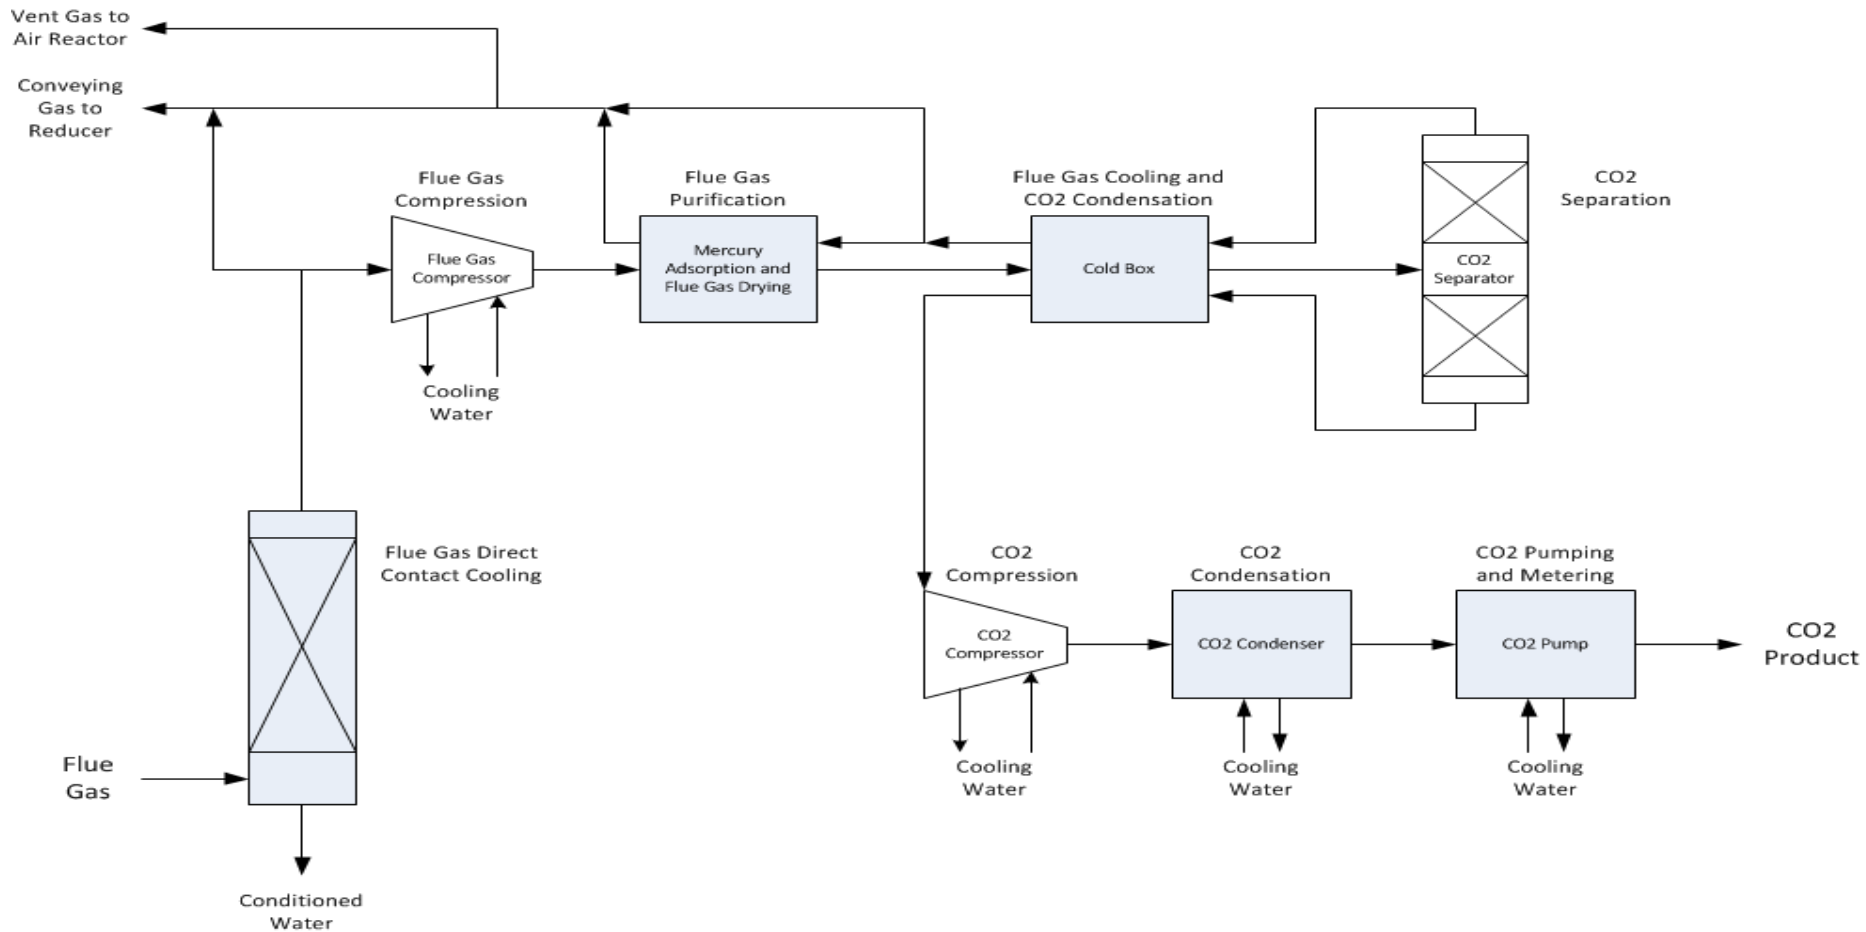 Vent Gas to
Air Reactor
Conveying
Gas to
Reducer
Flue Gas
Compression
Flue Gas
Compressor
Cooling
Water
Flue Gas
Purification
Mercury
Adsorption and
Flue Gas Drying
Flue Gas Cooling and
CO2 Condensation
Cold Box
CO2
Separation
CO2
Separator
Flue Gas Direct
Contact Cooling
Flue
Gas
Conditioned
Water
CO2
Compression
CO2
Compressor
Cooling
Water
CO2
Condensation
CO2 Condenser
Cooling
Water
CO2 Pumping
and Metering
CO2 Pump
Cooling
Water
CO2
Product